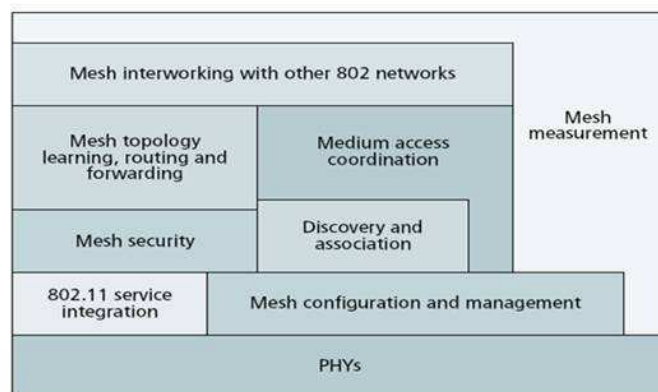 Mesh interworking with other 802 networks
Mesh
measurement
Mesh topology
learning, routing and
forwarding
Medium access
coordination
Mesh security
Discovery and
association
802.11 service
integration
Mesh configuration and management
PHYs